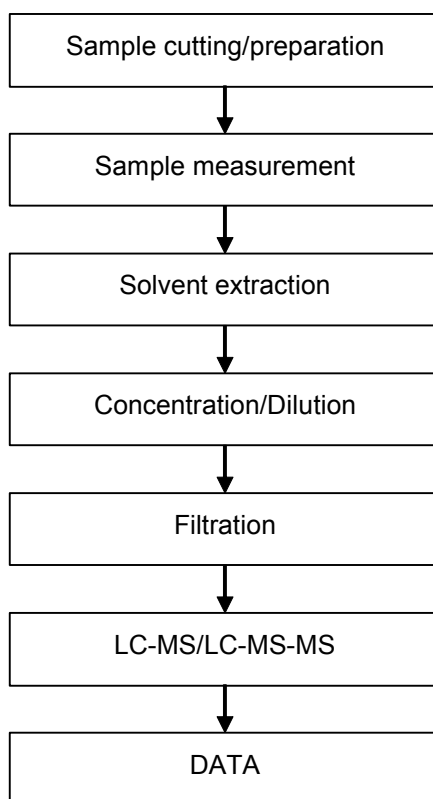 Sample cutting/preparation
Sample measurement
Solvent extraction
Concentration/Dilution
Filtration
LC-MS/LC-MS-MS
DATA